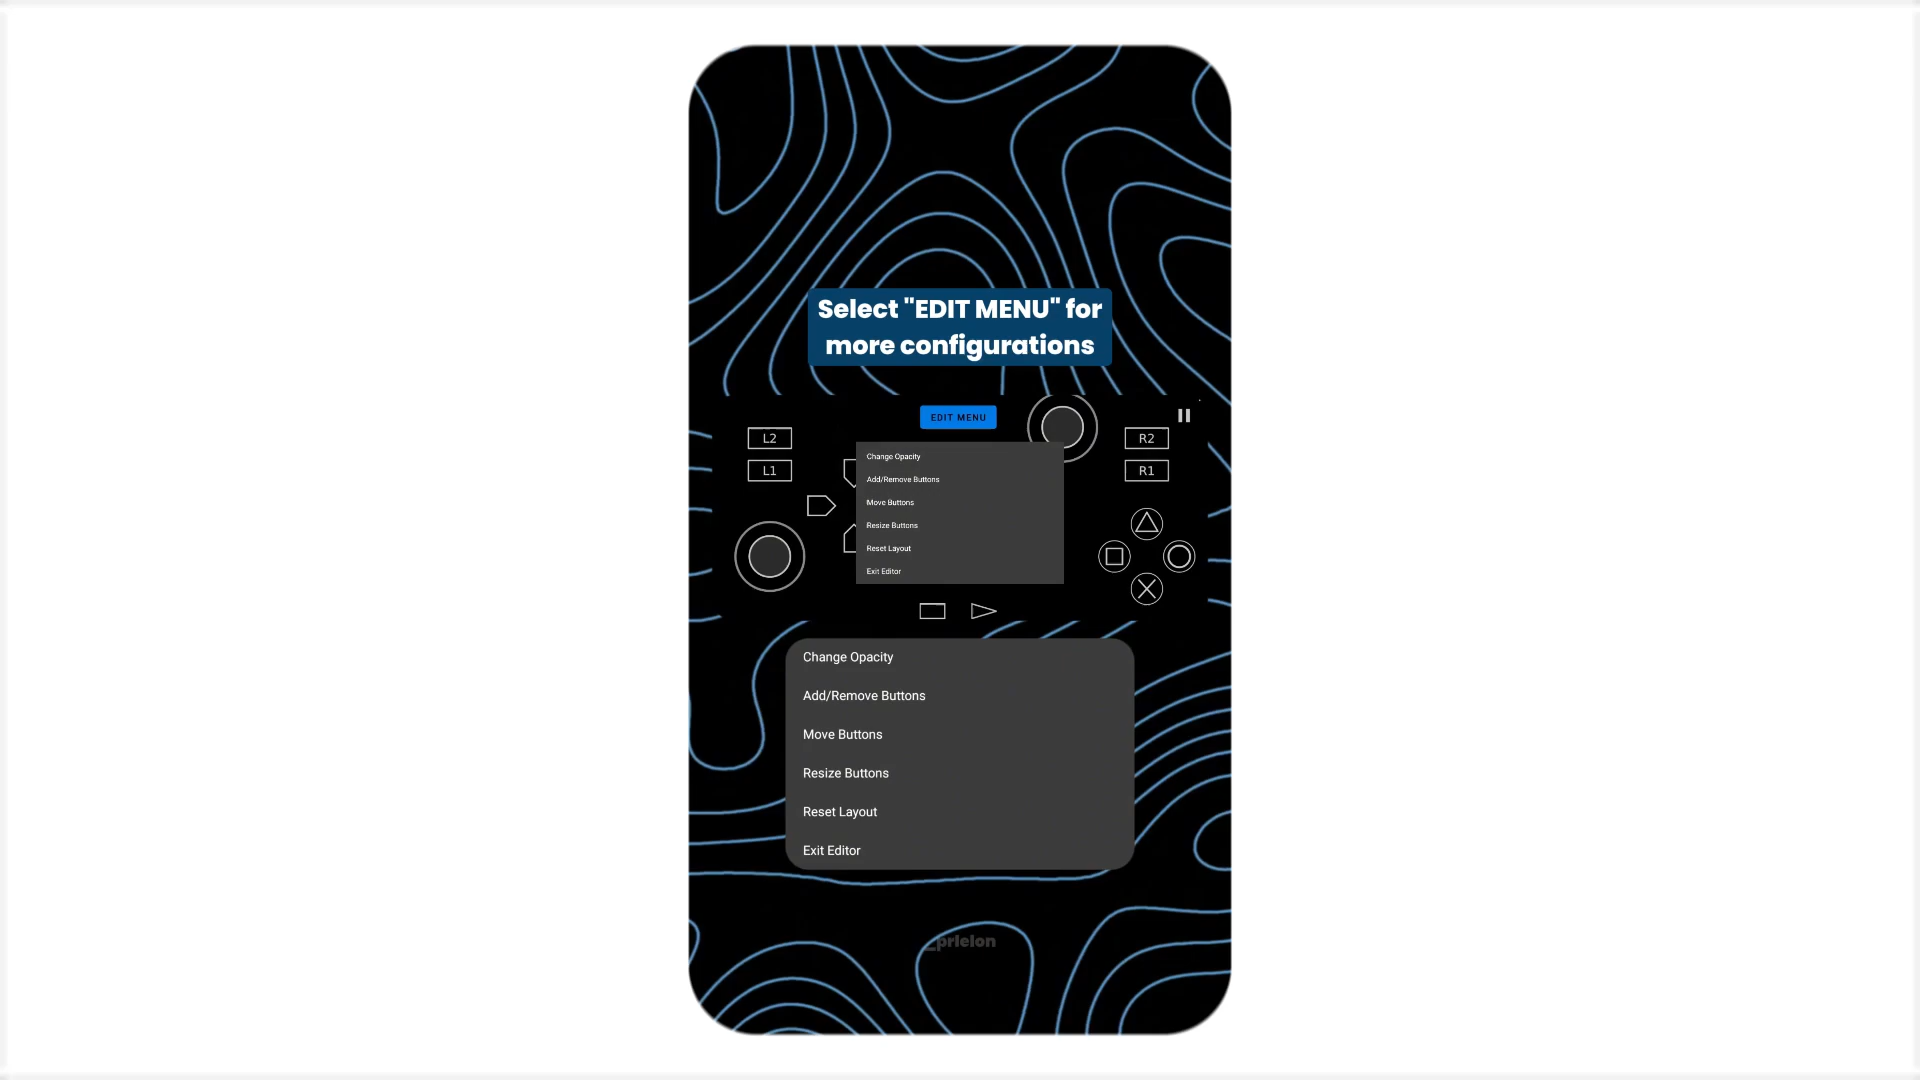 Select "EDIT MENU" for
more configurations
EDIT MENU
L2
R2
L1
R1
Change Opacity
Add/Remove Buttons
Move Buttons
Resize Buttons
Reset Layout
Exit Editor
Change Opacity
Add/Remove Buttons
Move Buttons
Resize Buttons
Reset Layout
Exit Editor
_prielon